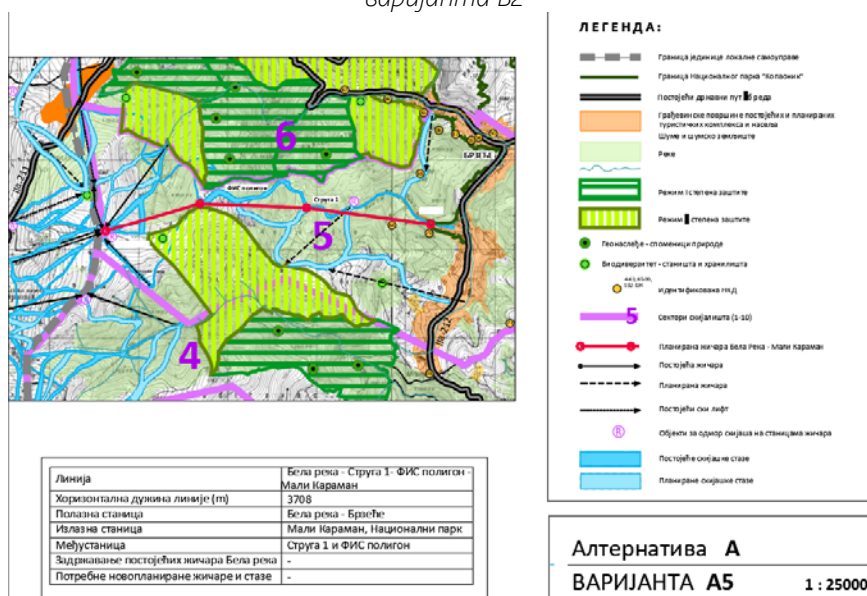 варијанта В2
ЛЕГЕНДА:
Граница јединице локалне самоуправе
Граница Националног парка "Копаоник"
Постојећи државни пут реда
Грађевинске површине постојећих и планираних
туристичких комплекса и насеља
Шуме и шумско земљиште
Реке
Режим I степена заштите
Режим степена заштите
Геонаслеђе - споменици природе
Биодиверзитет - станишта и хранилишта
Идентификована НКД
5
Сектори скијалишта (1-10)
Планирана жичара Бела Река - Мали Караман
Постојећа жичара
Планирана жичара
Постојећи ски лифт
R
Објекти за одмор скијаша на станицама жичара
Постојеће скијашке стазе
Планиране скијашке стазе
6
БРЗЕЋЕ
ФИС полигон
Струга 1
5
4
Линија
Бела река - Струга 1- ФИС полигон -
Мали Караман
Хоризонтална дужина линије (m)
3708
Полазна станица
Бела река - Брзеће
Излазна станица
Мали Караман, Национални парк
Међустаница
Струга 1 и ФИС полигон
Задржавање постојећих жичара Бела река
-
Потребне новопланиране жичаре и стазе
-
Алтернатива А
ВАРИЈАНТА А5
1 : 25000